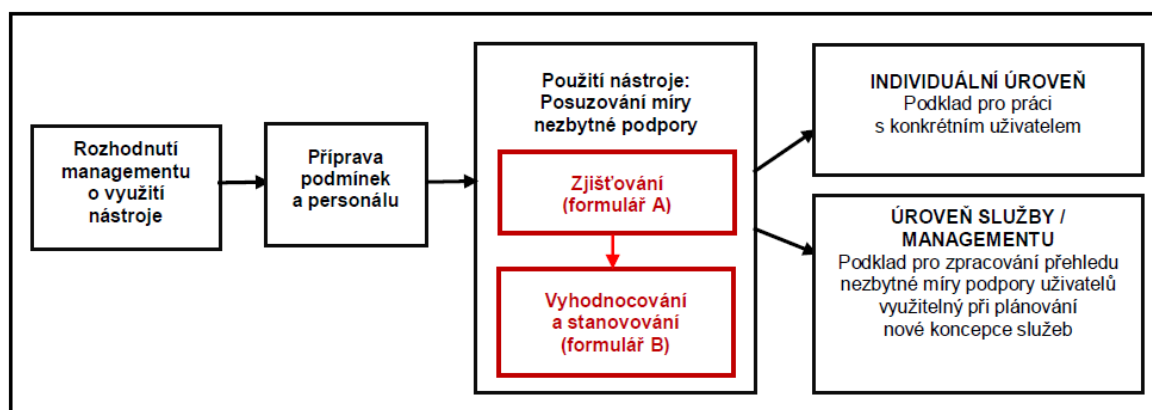 Rozhodnutí
managementu
o využití
nástroje
Příprava
podmínek
a personálu
Použití nástroje:
Posuzování míry
nezbytné podpory
Zjišťování
(formulář A)
Vyhodnocování
a stanovování
(formulář B)
INDIVIDUÁLNÍ ÚROVEŇ
Podklad pro práci
s konkrétním uživatelem
ÚROVEŇ SLUŽBY /
MANAGEMENTU
Podklad pro zpracování přehledu
nezbytné míry podpory uživatelů
využitelný při plánování
nové koncepce služeb